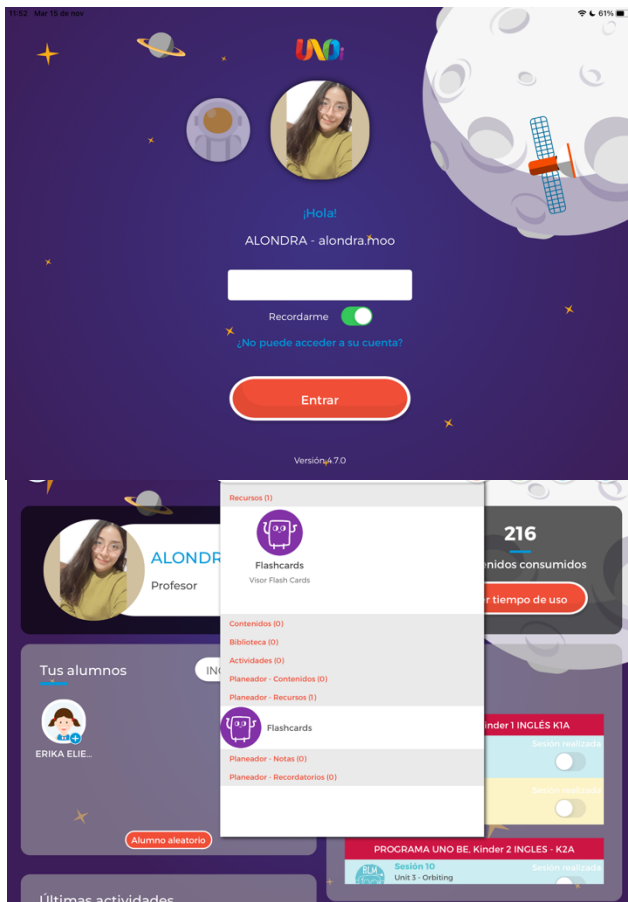 11:52 Mar 15 de nov
61%
UNOi
¡Hola!
ALONDRA - alondra.moo
Recordarme
¿No puede acceder a su cuenta?
Entrar
Versión 4.7.0
Recursos (1)
Flashcards
Visor Flash Cards
ALONDR
Profesor
216
enidos consumidos
r tiempo de uso
Contenidos (0)
Biblioteca (0)
Actividades (0)
Planeador - Contenidos (0)
Planeador - Recursos (1)
Flashcards
Planeador - Notas (0)
Planeador - Recordatorios (0)
Tus alumnos
ING
ERIKA ELIE...
Alumno aleatorio
inder 1 INGLÉS K1A
Sesión realizada
Sesión realizada
PROGRAMA UNO BE, Kinder 2 INGLES - K2A
BLM
Sesión 10
Sesión realizada
Unit 3 - Orbiting
Últimas actividades